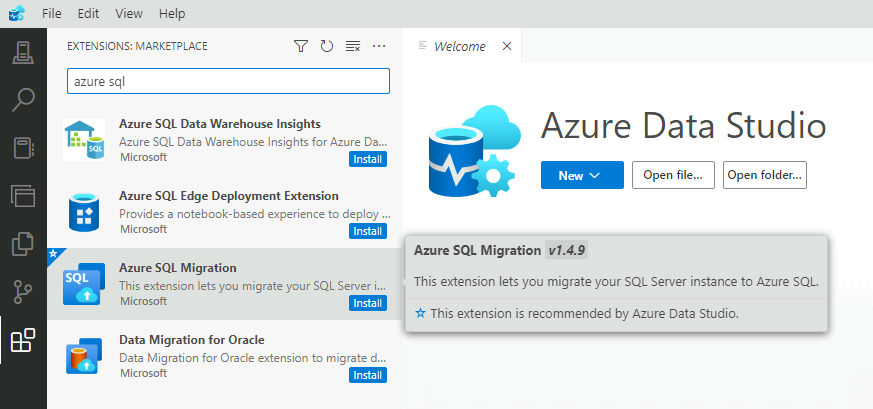 File Edit View Help
EXTENSIONS: MARKETPLACE
azure sql
Azure SQL Data Warehouse Insights
Azure SQL Data Warehouse Insights for Azure Da...
Microsoft
Install
SQL
Azure SQL Edge Deployment Extension
Provides a notebook-based experience to deploy ...
Microsoft
Install
Azure SQL Migration
This extension lets you migrate your SQL Server i...
Microsoft
Install
SQL
Data Migration for Oracle
Data Migration for Oracle extension to migrate d...
Microsoft
Install
Welcome
Azure Data Studio
New
Open file...
Open folder...
Azure SQL Migration v1.4.9
This extension lets you migrate your SQL Server instance to Azure SQL.
This extension is recommended by Azure Data Studio.